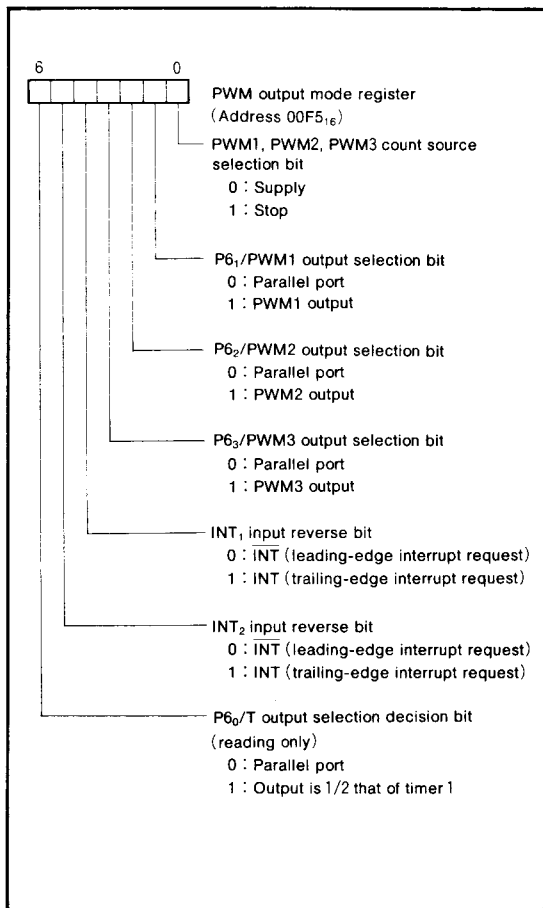 6 0
PWM output mode register
(Address 00F5₁₆)
PWM1, PWM2, PWM3 count source
selection bit
0 : Supply
1 : Stop
P6₁/PWM1 output selection bit
0 : Parallel port
1 : PWM1 output
P6₂/PWM2 output selection bit
0 : Parallel port
1 : PWM2 output
P6₃/PWM3 output selection bit
0 : Parallel port
1 : PWM3 output
INT₁ input reverse bit
0 : I̅N̅T̅ (leading-edge interrupt request)
1 : INT (trailing-edge interrupt request)
INT₂ input reverse bit
0 : I̅N̅T̅ (leading-edge interrupt request)
1 : INT (trailing-edge interrupt request)
P6₀/T output selection decision bit
(reading only)
0 : Parallel port
1 : Output is 1/2 that of timer 1